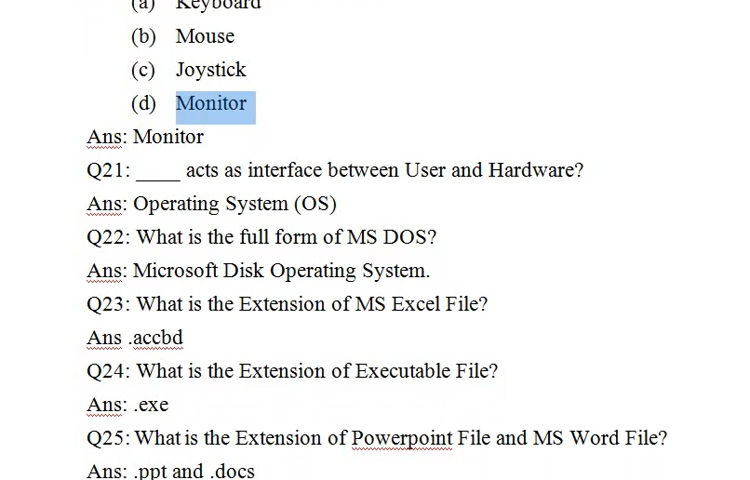 (a) Keyboard
(b) Mouse
(c) Joystick
(d) Monitor
Ans: Monitor
Q21: ____ acts as interface between User and Hardware?
Ans: Operating System (OS)
Q22: What is the full form of MS DOS?
Ans: Microsoft Disk Operating System.
Q23: What is the Extension of MS Excel File?
Ans .accbd
Q24: What is the Extension of Executable File?
Ans: .exe
Q25: What is the Extension of Powerpoint File and MS Word File?
Ans: .ppt and .docs